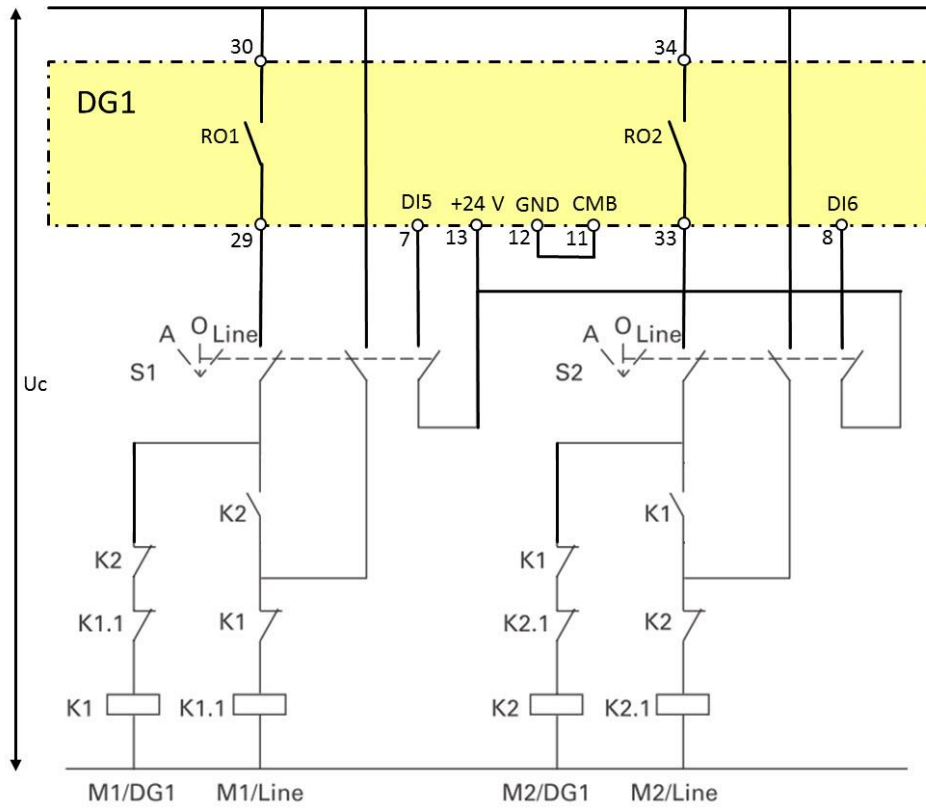 30
34
DG1
RO1
RO2
DI5
+24 V
GND
CMB
DI6
29
7
13
12
11
33
8
A
O
Line
A
O
Line
S1
S2
Uc
K2
K1
K2
K1
K1.1
K1
K2.1
K2
K1
K1.1
K2
K2.1
M1/DG1
M1/Line
M2/DG1
M2/Line